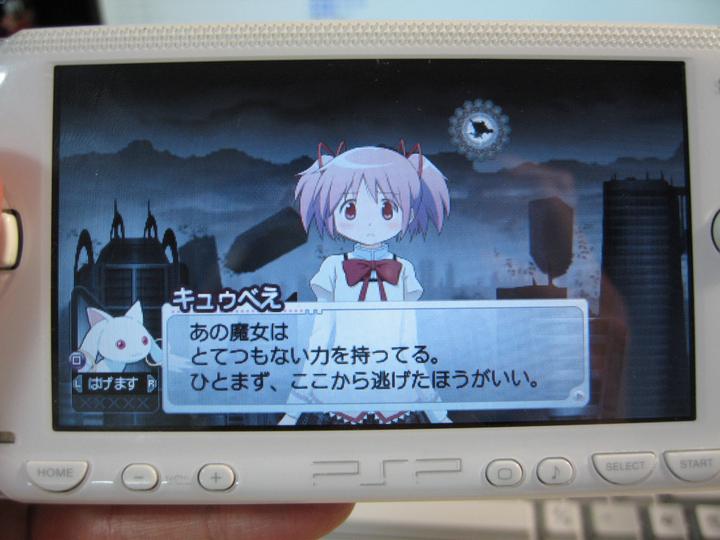 キュゥべえ
あの魔女は
とてつもない力を持ってる。
ひとまず、ここから逃げたほうがいい。
L はげます R
×××××
HOME
PSP
SELECT
START